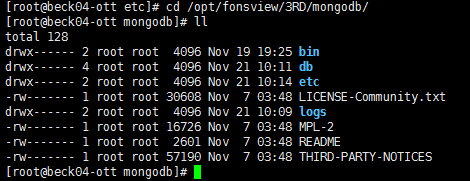 [root@beck04-ott etc]# cd /opt/fonsview/3RD/mongodb/
[root@beck04-ott mongodb]# ll
total 128
drwx------ 2 root root  4096 Nov 19 19:25 bin
drwx------ 4 root root  4096 Nov 21 10:11 db
drwx------ 2 root root  4096 Nov 21 10:14 etc
-rw------- 1 root root 30608 Nov  7 03:48 LICENSE-Community.txt
drwx------ 2 root root  4096 Nov 21 10:09 logs
-rw------- 1 root root 16726 Nov  7 03:48 MPL-2
-rw------- 1 root root  2601 Nov  7 03:48 README
-rw------- 1 root root 57190 Nov  7 03:48 THIRD-PARTY-NOTICES
[root@beck04-ott mongodb]#